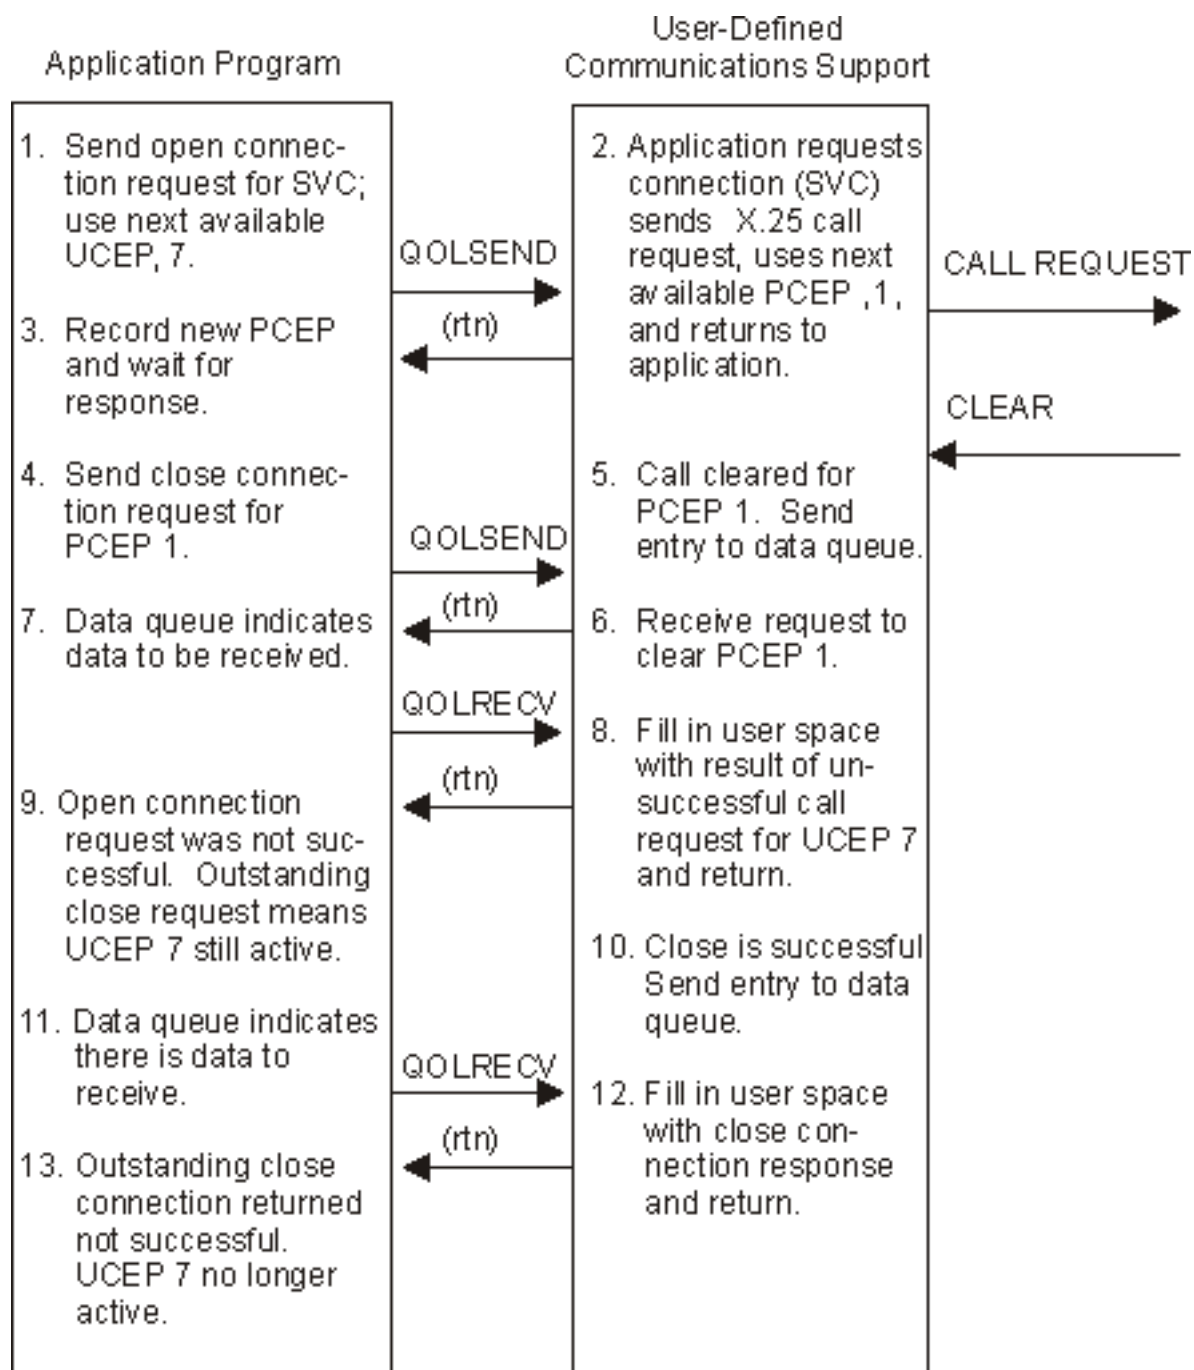 User-Defined
Application Program
Communications Support
1. Send open connec-
tion request for SVC;
use next available
UCEP, 7.
2. Application requests
connection (SVC)
sends X.25 call
request, uses next
available PCEP ,1,
and returns to
application.
QOLSEND
CALL REQUEST
(rtn)
3. Record new PCEP
and wait for
response.
CLEAR
4. Send close connec-
tion request for
PCEP 1.
5. Call cleared for
PCEP 1. Send
entry to data queue.
QOLSEND
(rtn)
7. Data queue indicates
data to be received.
6. Receive request to
clear PCEP 1.
QOLRECV
8. Fill in user space
with result of un-
successful call
request for UCEP 7
and return.
(rtn)
9. Open connection
request was not suc-
cessful. Outstanding
close request means
UCEP 7 still active.
10. Close is successful
Send entry to data
queue.
11. Data queue indicates
there is data to
receive.
QOLRECV
12. Fill in user space
with close con-
nection response
and return.
(rtn)
13. Outstanding close
connection returned
not successful.
UCEP 7 no longer
active.